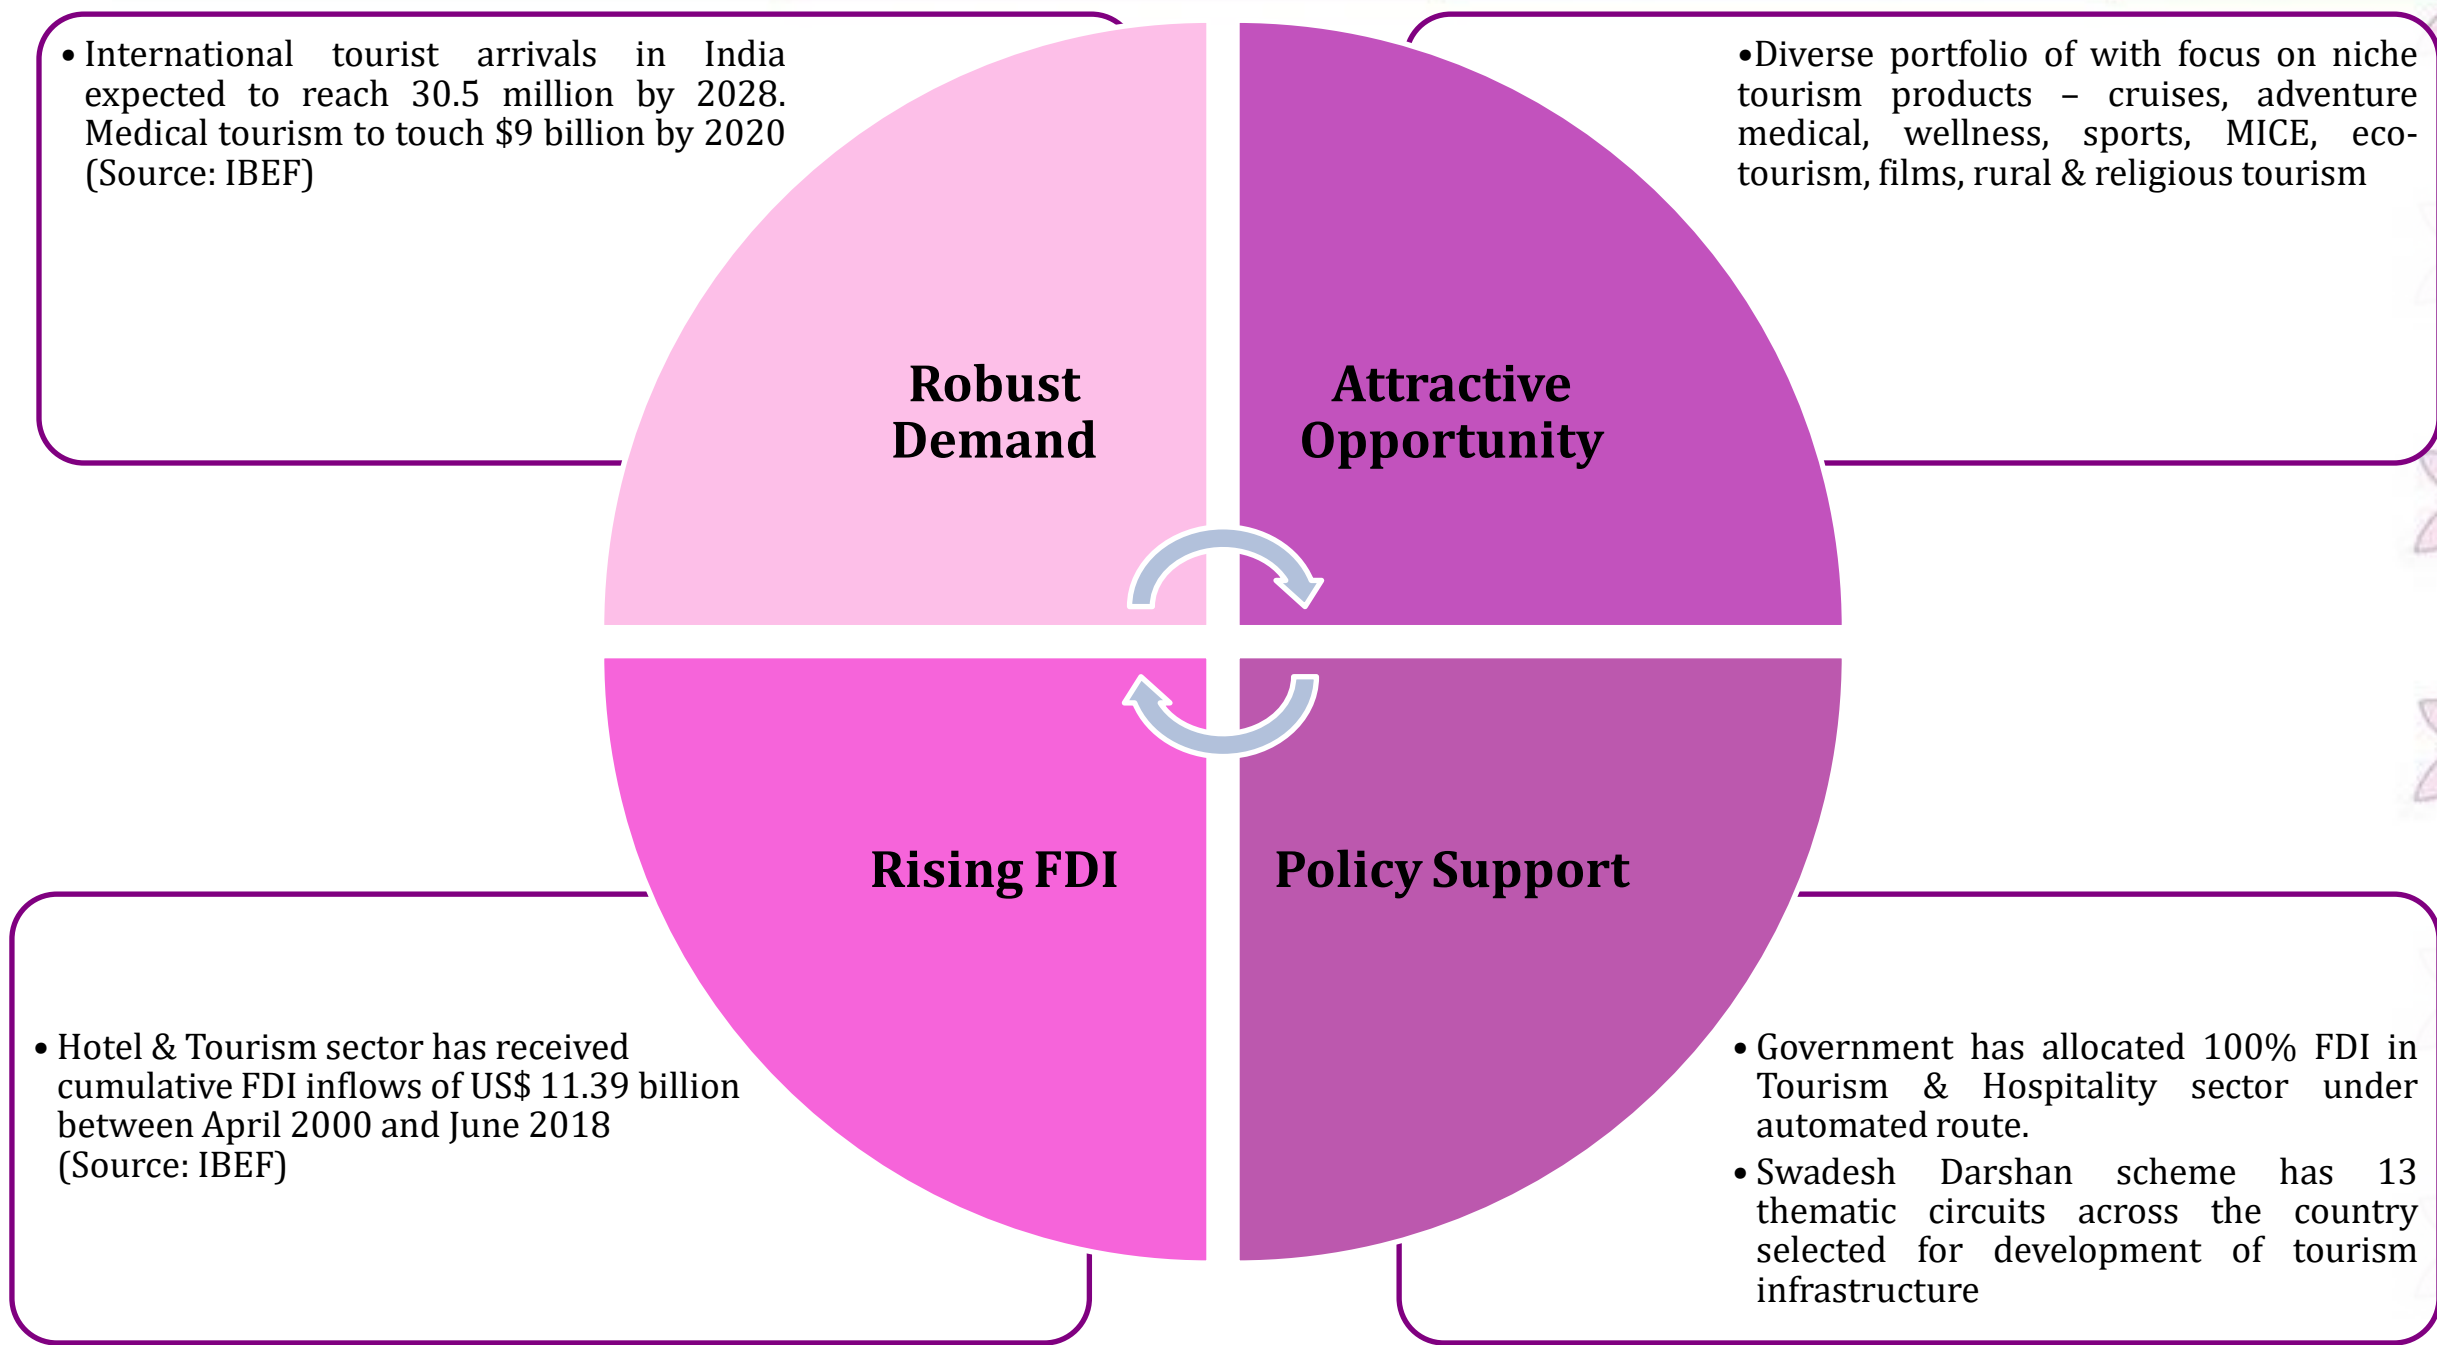 • International tourist arrivals in India
expected to reach 30.5 million by 2028.
Medical tourism to touch $9 billion by 2020
(Source: IBEF)
•Diverse portfolio of with focus on niche
tourism products – cruises, adventure
medical, wellness, sports, MICE, eco-
tourism, films, rural & religious tourism
Robust
Demand
Attractive
Opportunity
Rising FDI
Policy Support
• Hotel & Tourism sector has received
cumulative FDI inflows of US$ 11.39 billion
between April 2000 and June 2018
(Source: IBEF)
• Government has allocated 100% FDI in
Tourism & Hospitality sector under
automated route.
• Swadesh Darshan scheme has 13
thematic circuits across the country
selected for development of tourism
infrastructure